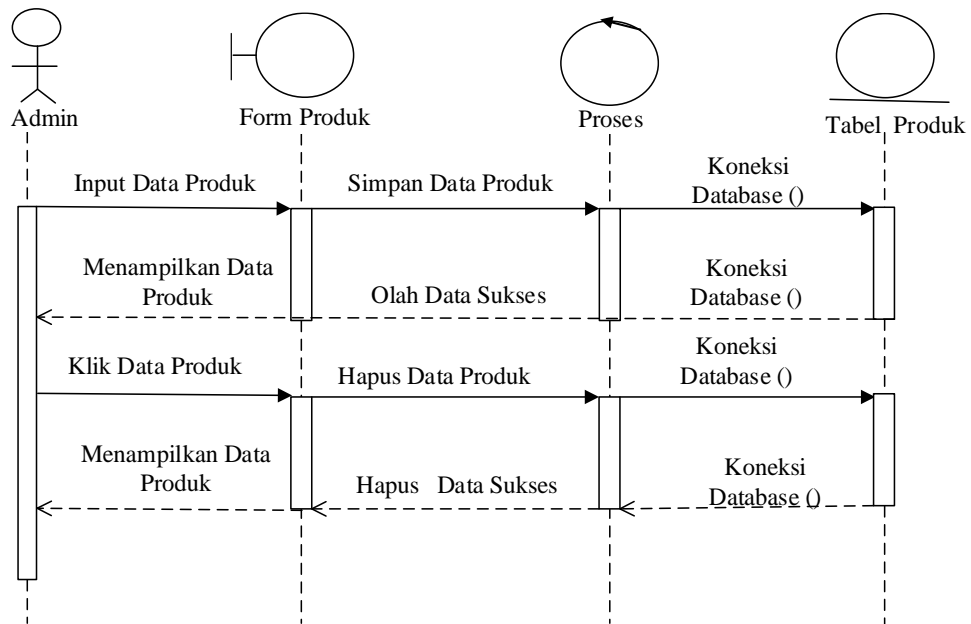 Admin
Form Produk
Proses
Tabel Produk
Input Data Produk
Simpan Data Produk
Koneksi
Database ()
Menampilkan Data
Produk
Olah Data Sukses
Koneksi
Database ()
Klik Data Produk
Hapus Data Produk
Koneksi
Database ()
Menampilkan Data
Produk
Hapus Data Sukses
Koneksi
Database ()